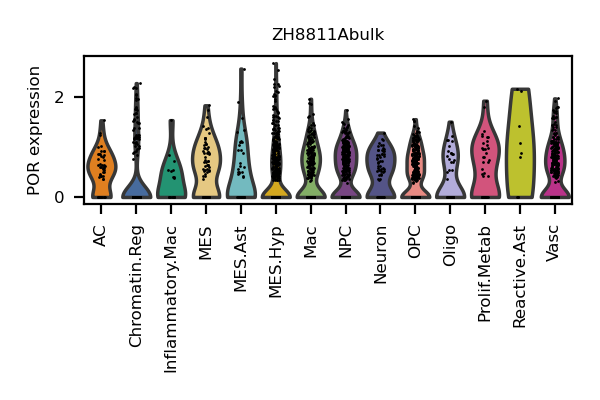 ZH8811Abulk
POR expression
2
0
AC
Chromatin.Reg
Inflammatory.Mac
MES
MES.Ast
MES.Hyp
Mac
NPC
Neuron
OPC
Oligo
Prolif.Metab
Reactive.Ast
Vasc